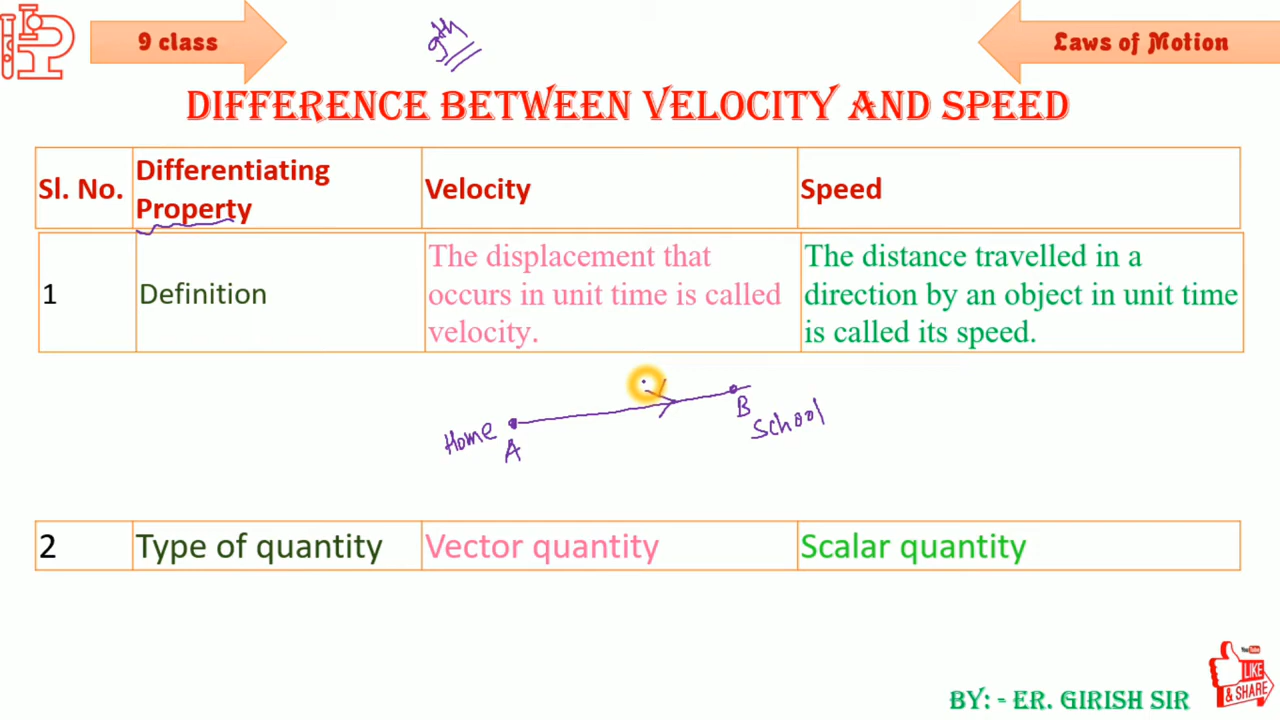 9 class
9th
Laws of Motion
DIFFERENCE BETWEEN VELOCITY AND SPEED
Sl. No.
Differentiating
Property
Velocity
Speed
1
Definition
The displacement that
occurs in unit time is called
velocity.
The distance travelled in a
direction by an object in unit time
is called its speed.
Home
A
B
School
2
Type of quantity
Vector quantity
Scalar quantity
BY: - ER. GIRISH SIR
YouTube
LIKE
& SHARE